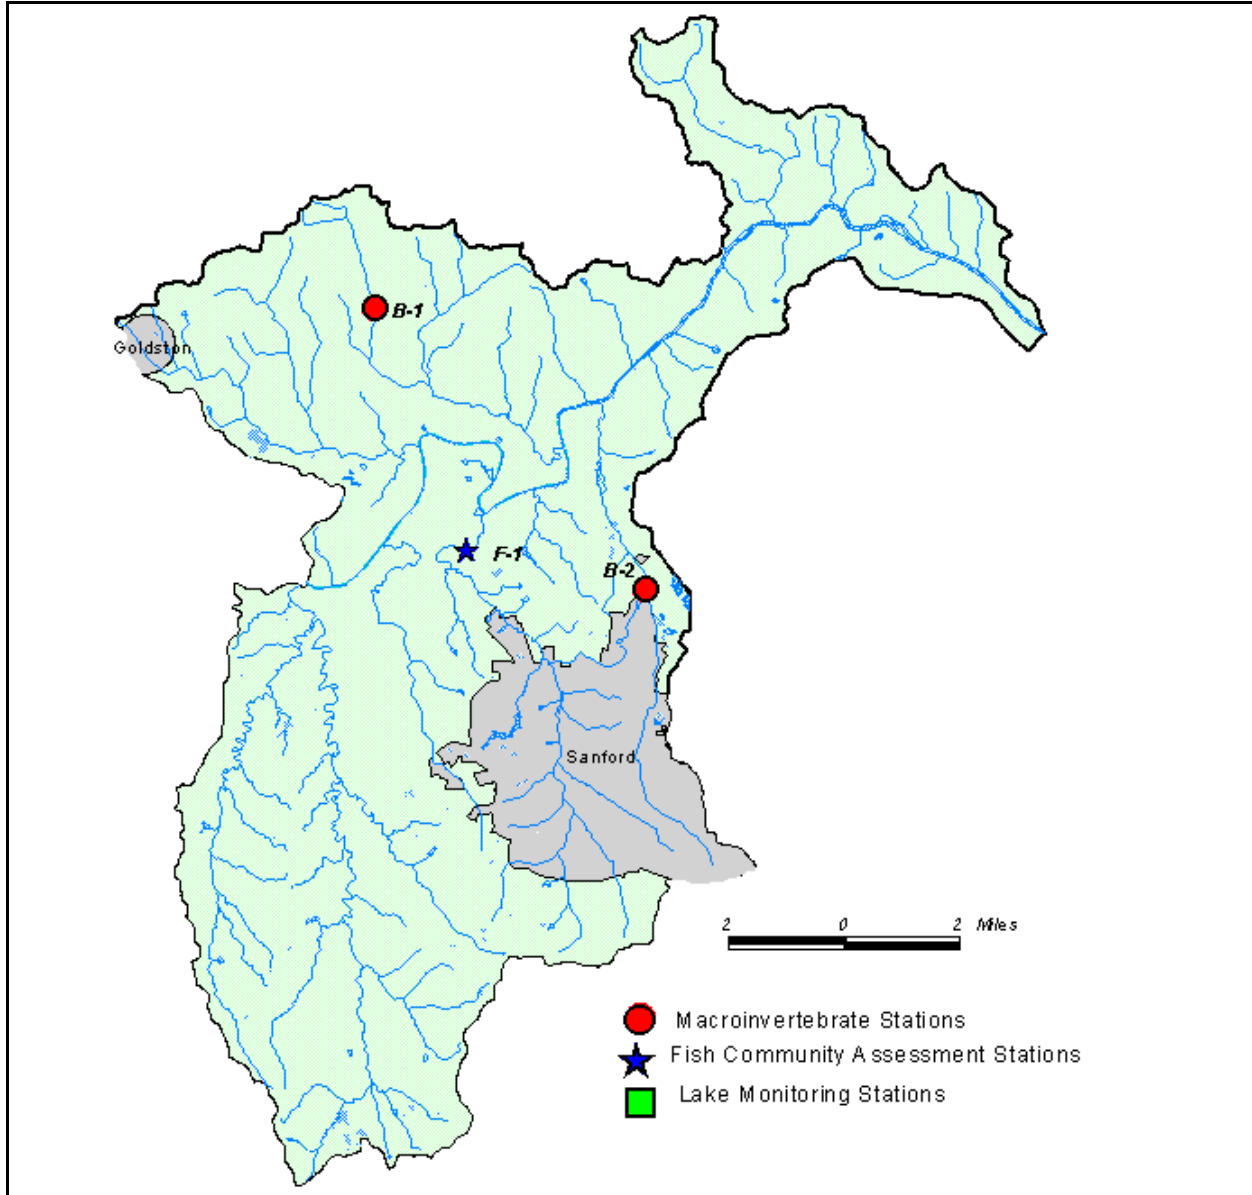 B-1
Goldston
F-1
B-2
Sanford
2 0 2 Miles
Macroinvertebrate Stations
Fish Community Assessment Stations
Lake Monitoring Stations